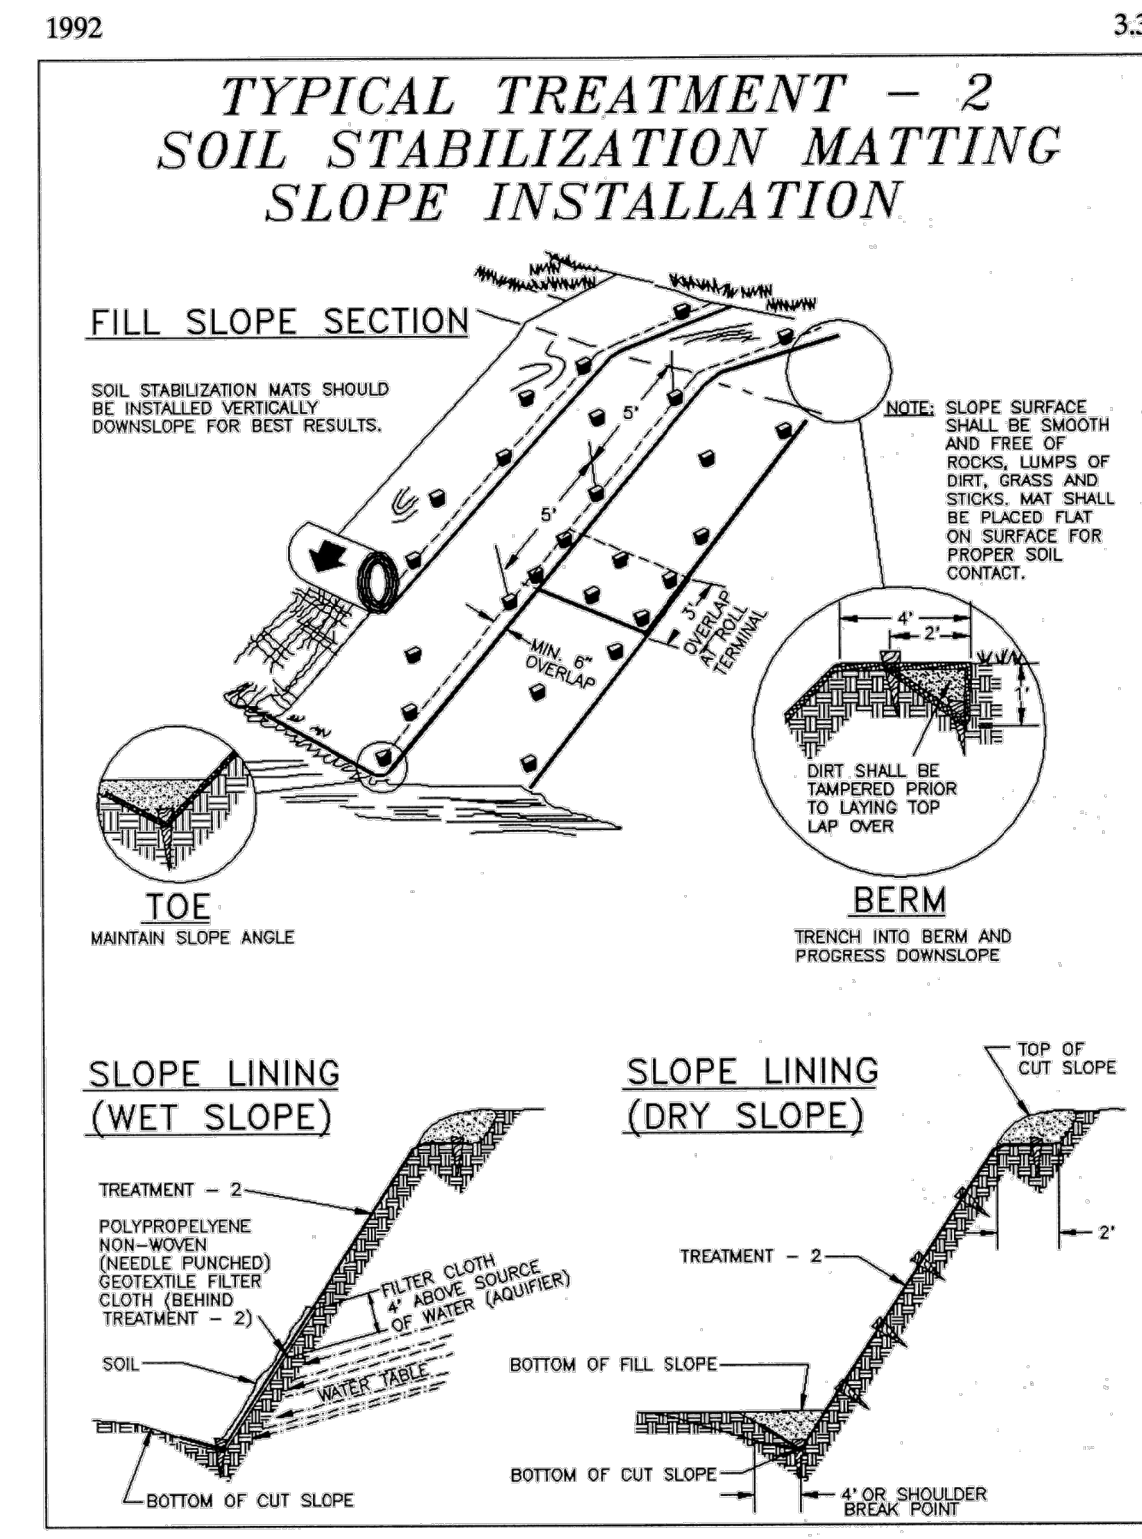 1992
3.3
TYPICAL TREATMENT - 2
SOIL STABILIZATION MATTING
SLOPE INSTALLATION
FILL SLOPE SECTION
SOIL STABILIZATION MATS SHOULD
BE INSTALLED VERTICALLY
DOWNSLOPE FOR BEST RESULTS.
5'
5'
NOTE: SLOPE SURFACE
SHALL BE SMOOTH
AND FREE OF
ROCKS, LUMPS OF
DIRT, GRASS AND
STICKS. MAT SHALL
BE PLACED FLAT
ON SURFACE FOR
PROPER SOIL
CONTACT.
MIN. 6"
OVERLAP
3'
OVERLAP
AT ROLL
TERMINAL
4'
2'
1'
DIRT SHALL BE
TAMPERED PRIOR
TO LAYING TOP
LAP OVER
TOE
MAINTAIN SLOPE ANGLE
BERM
TRENCH INTO BERM AND
PROGRESS DOWNSLOPE
SLOPE LINING
(WET SLOPE)
TREATMENT - 2
POLYPROPELYENE
NON-WOVEN
(NEEDLE PUNCHED)
GEOTEXTILE FILTER
CLOTH (BEHIND
TREATMENT - 2)
SOIL
FILTER CLOTH
4' ABOVE SOURCE
OF WATER (AQUIFIER)
WATER TABLE
BOTTOM OF CUT SLOPE
SLOPE LINING
(DRY SLOPE)
TOP OF
CUT SLOPE
2'
TREATMENT - 2
BOTTOM OF FILL SLOPE
BOTTOM OF CUT SLOPE
4' OR SHOULDER
BREAK POINT